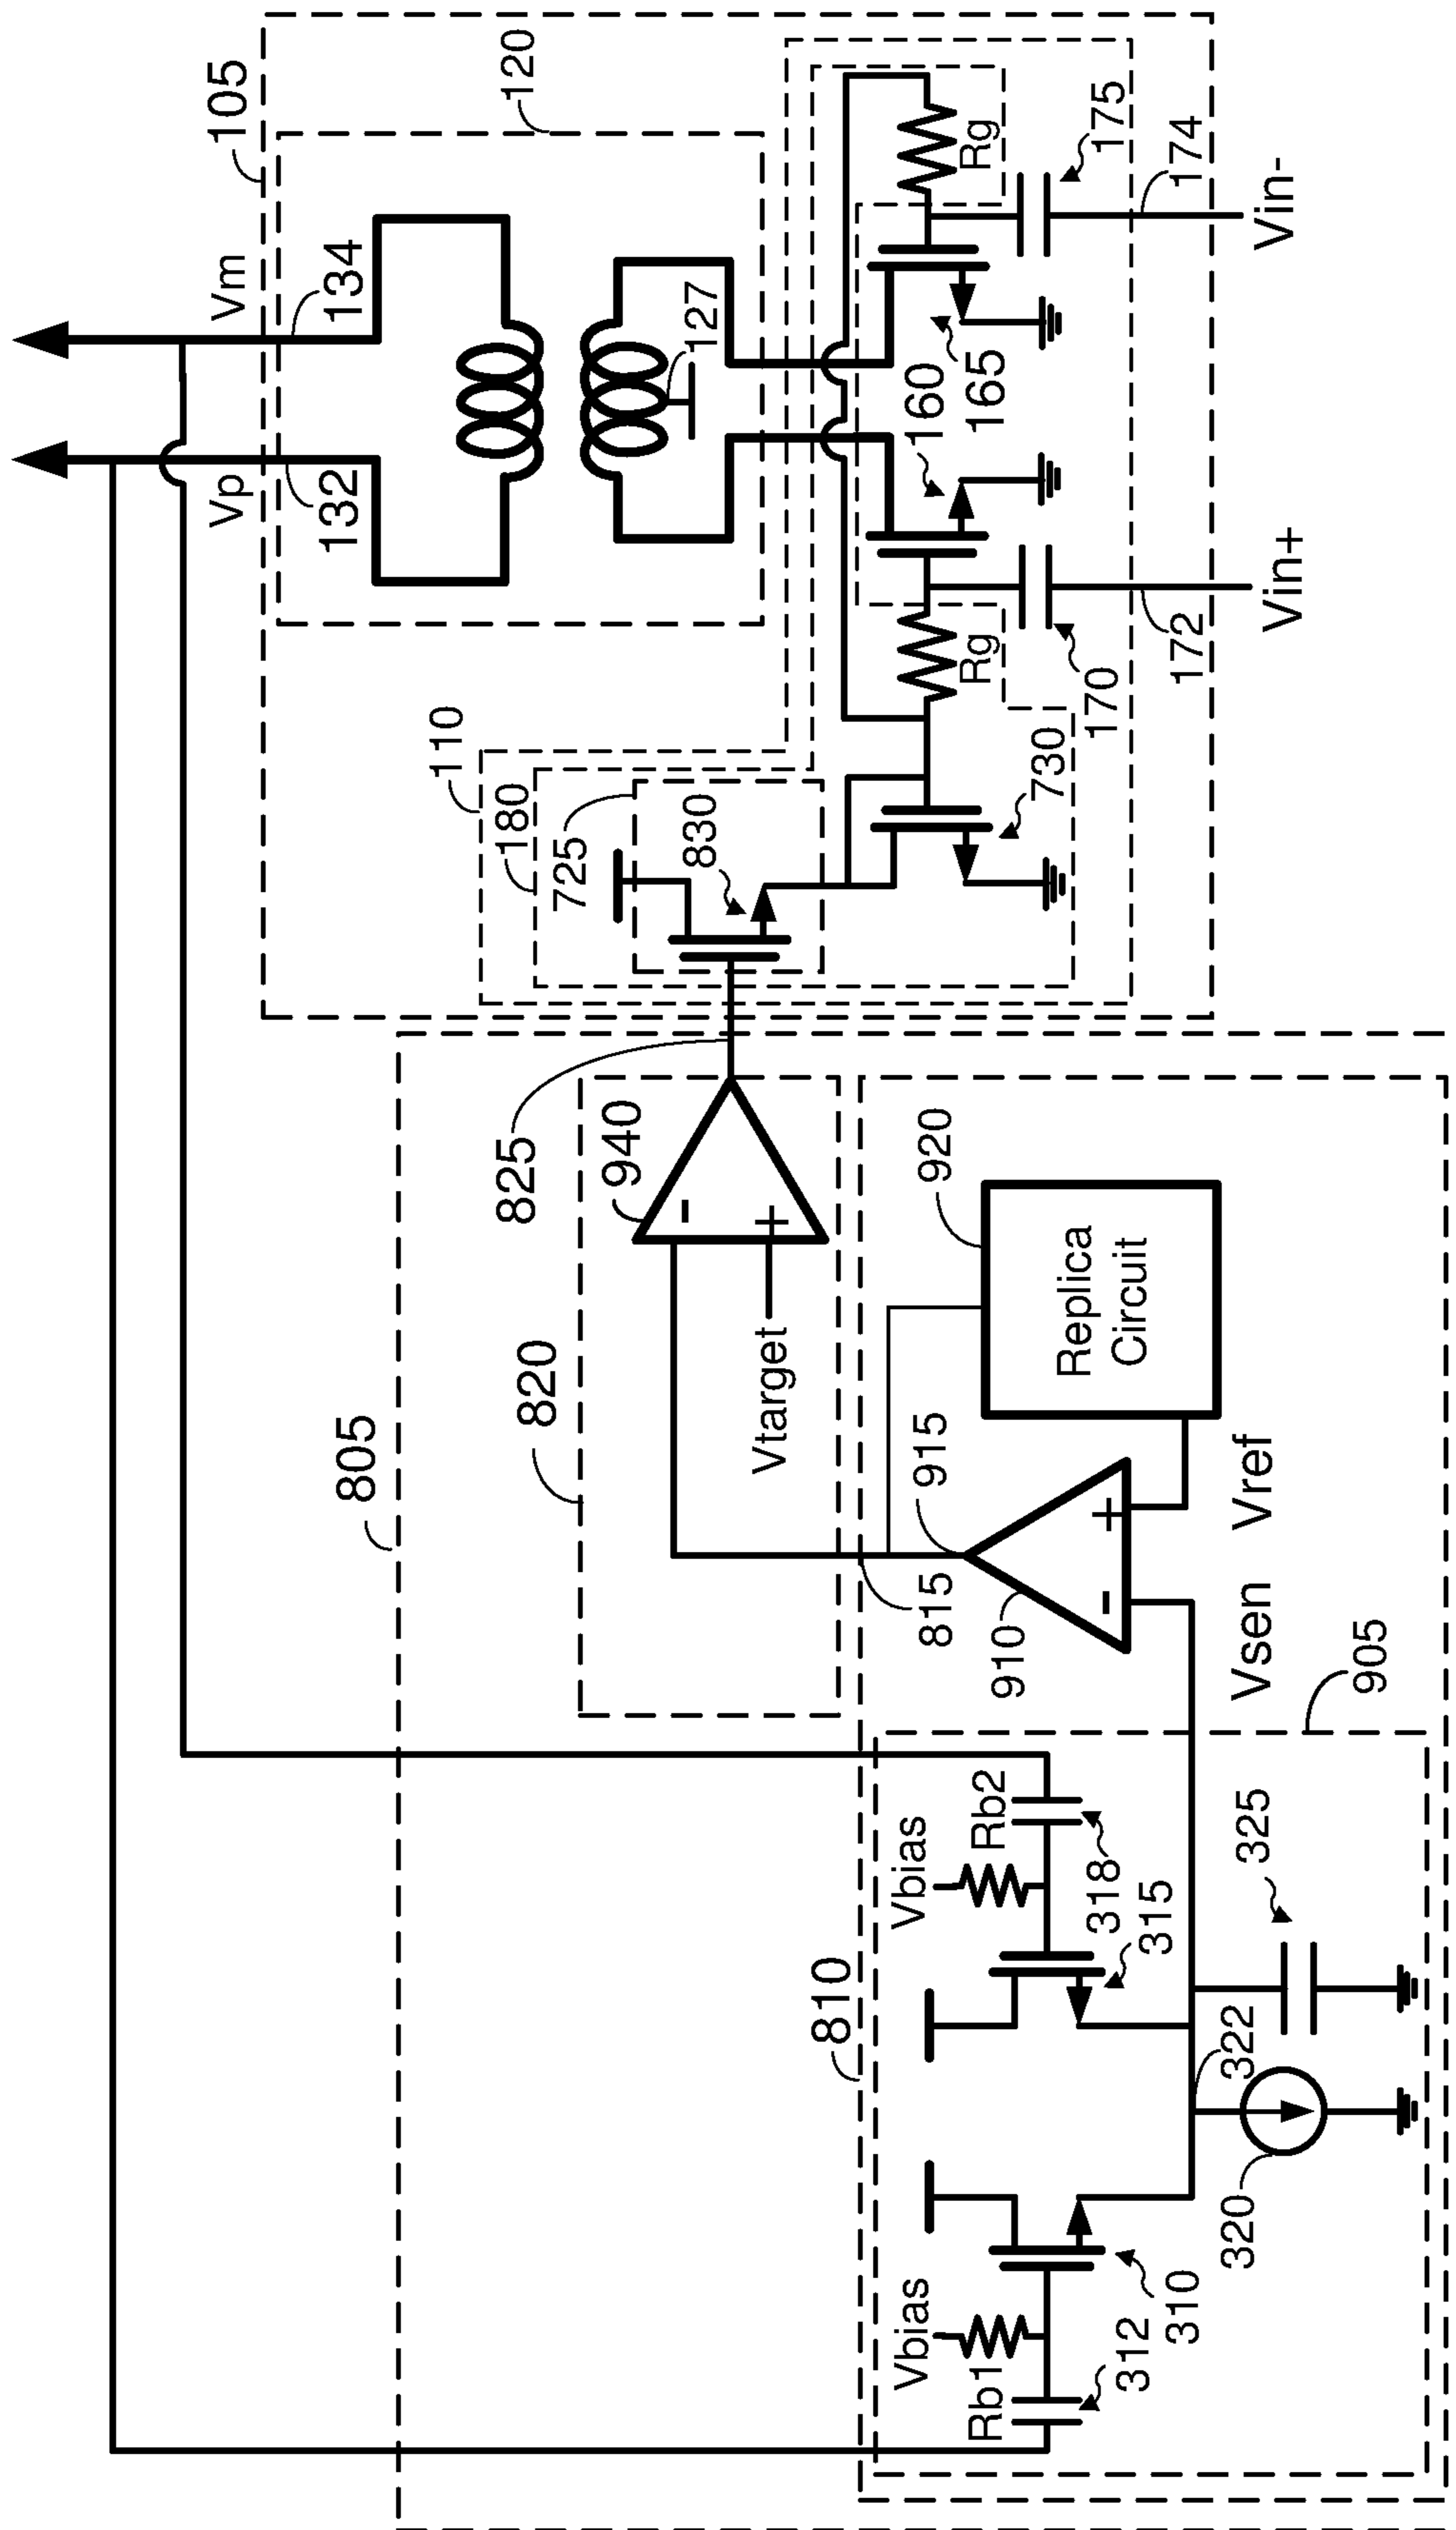 105
120
Vm
134
Vp
132
127
110
180
725
830
730
Rg
Rg
160
165
170
175
172
174
Vin+
Vin-
805
820
825
940
-
+
Vtarget
815
915
910
-
+
920
Replica
Circuit
Vsen
Vref
810
905
Vbias
Rb1
312
310
Vbias
Rb2
318
315
320
322
325